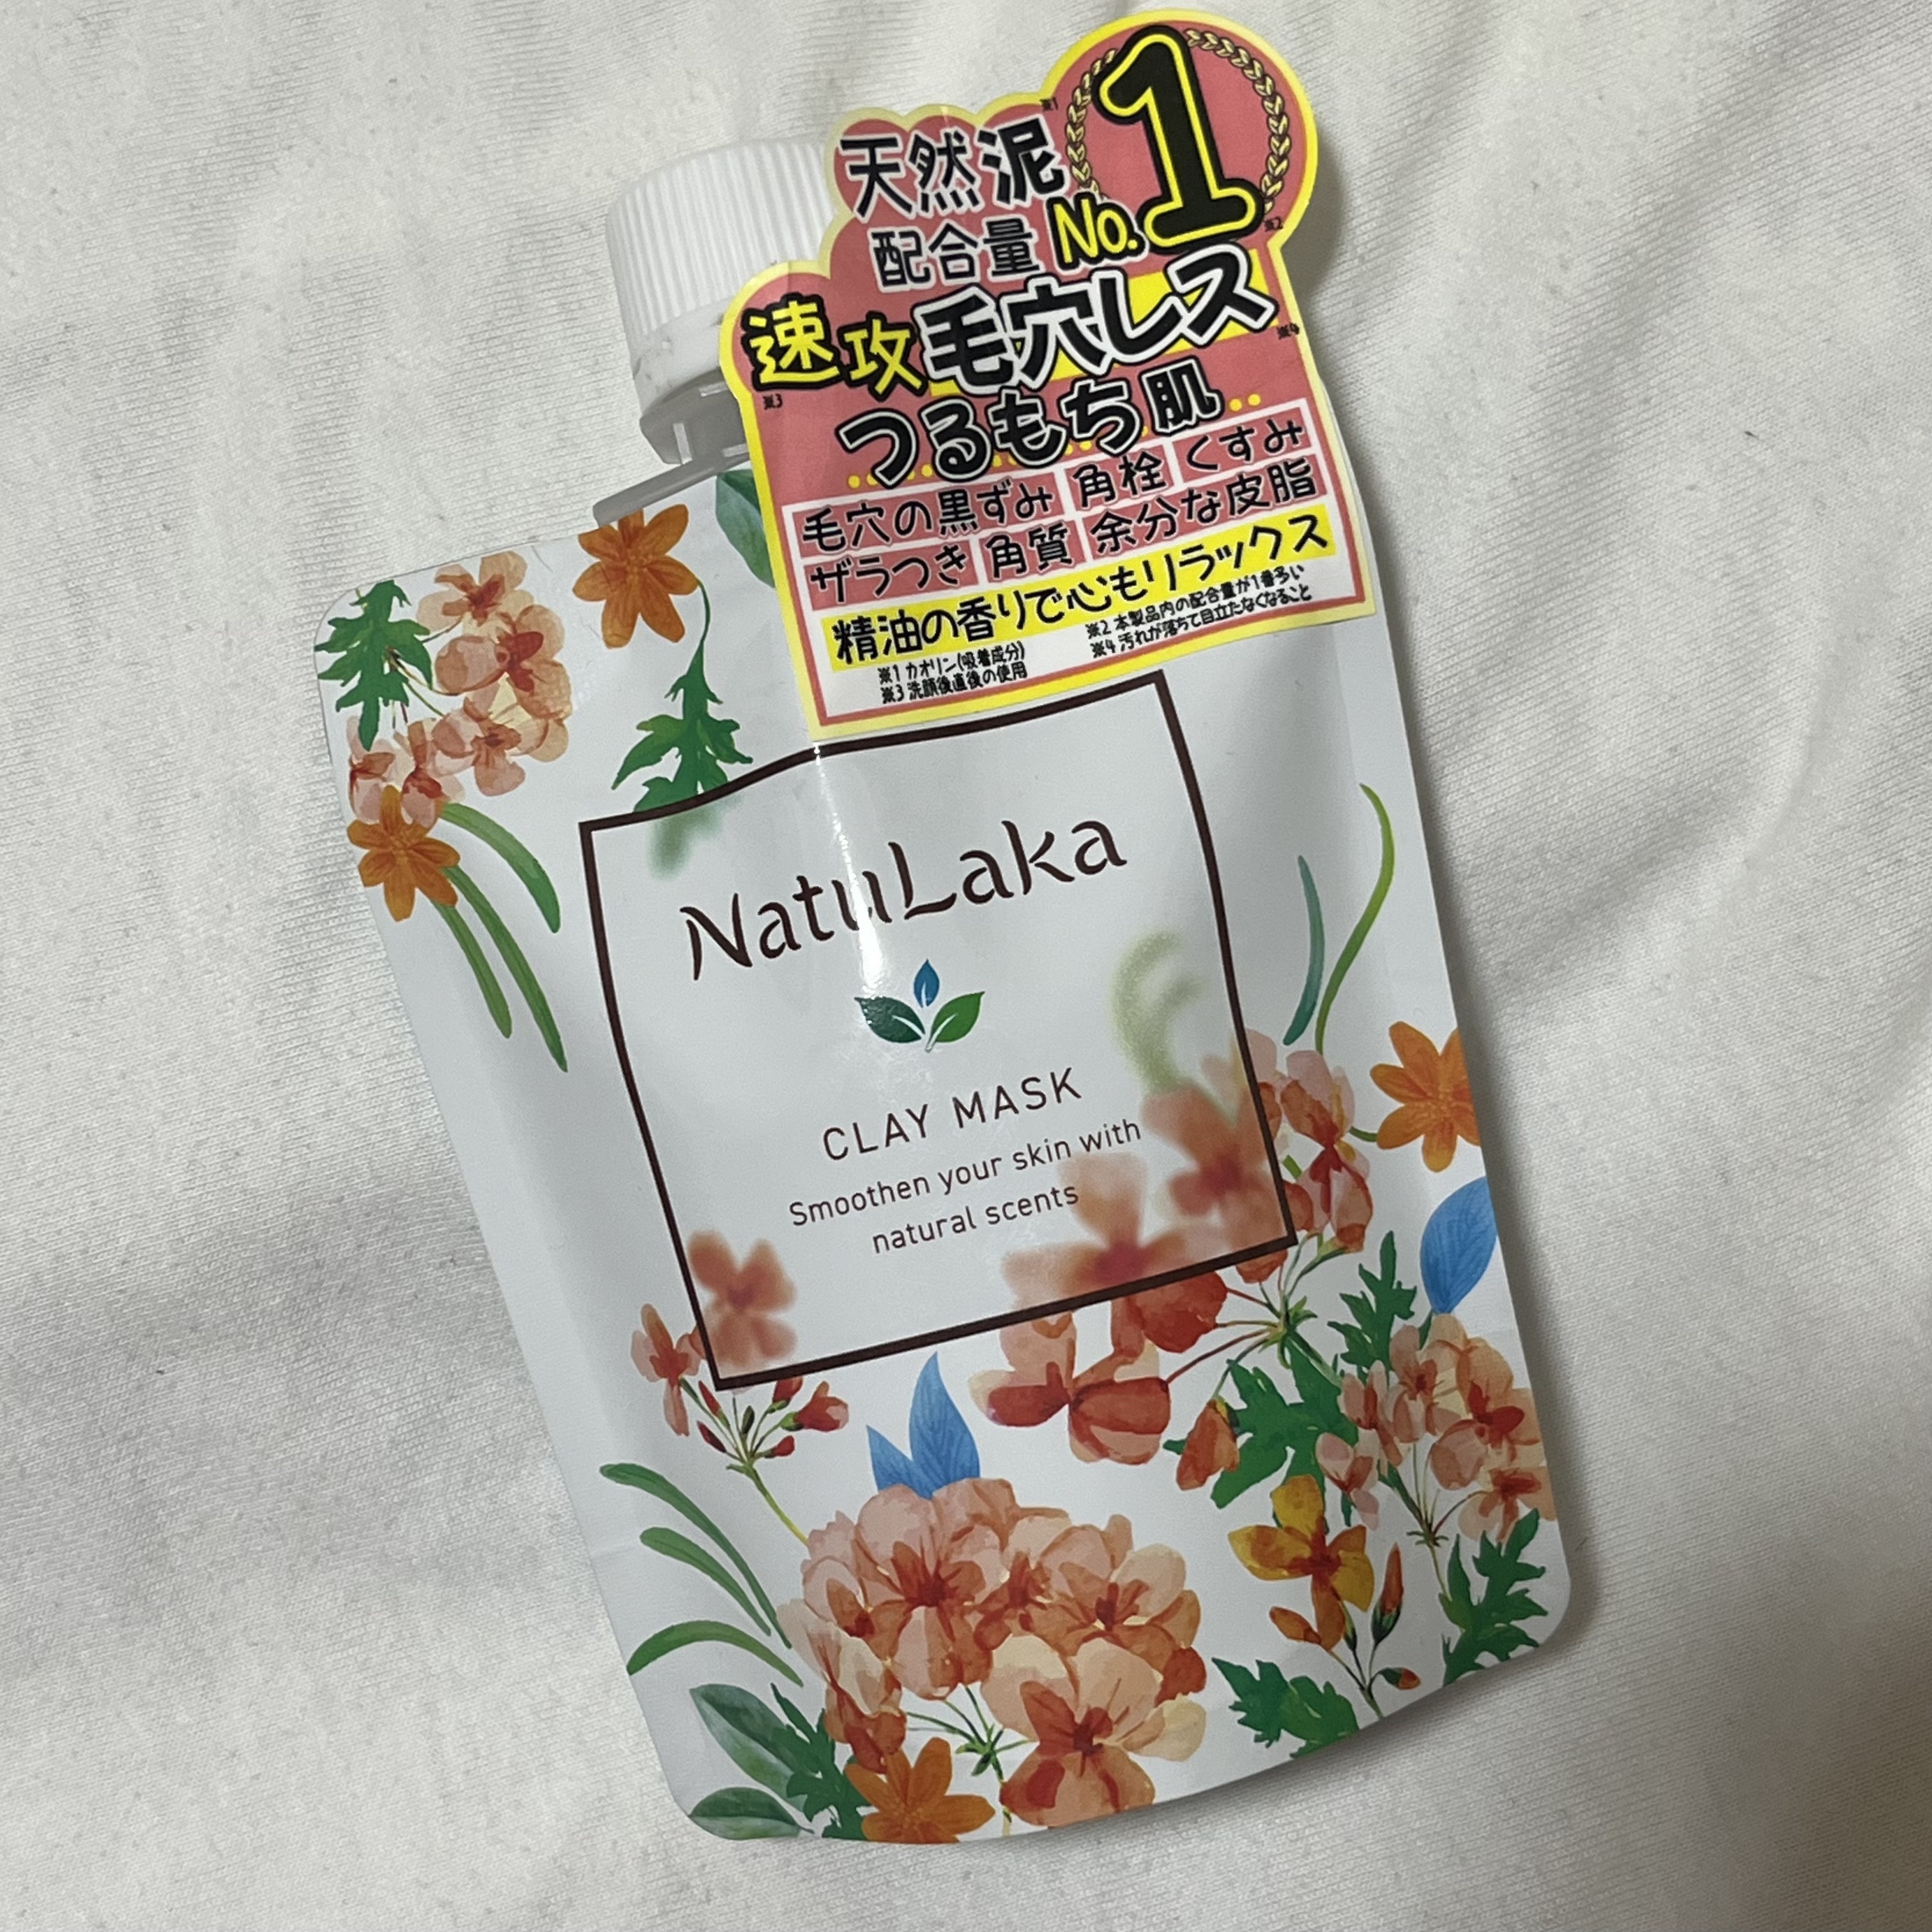 天然泥※1
配合量 No.1※2
速攻※3毛穴レス※4
つるもち肌
毛穴の黒ずみ 角栓 くすみ
ザラつき 角質 余分な皮脂
精油の香りで心もリラックス
※1 カオリン(吸着成分)
※2 本製品内の配合量が1番多い
※3 洗顔後直後の使用
※4 汚れが落ちて目立たなくなること
NatuLaka
CLAY MASK
Smoothen your skin with
natural scents